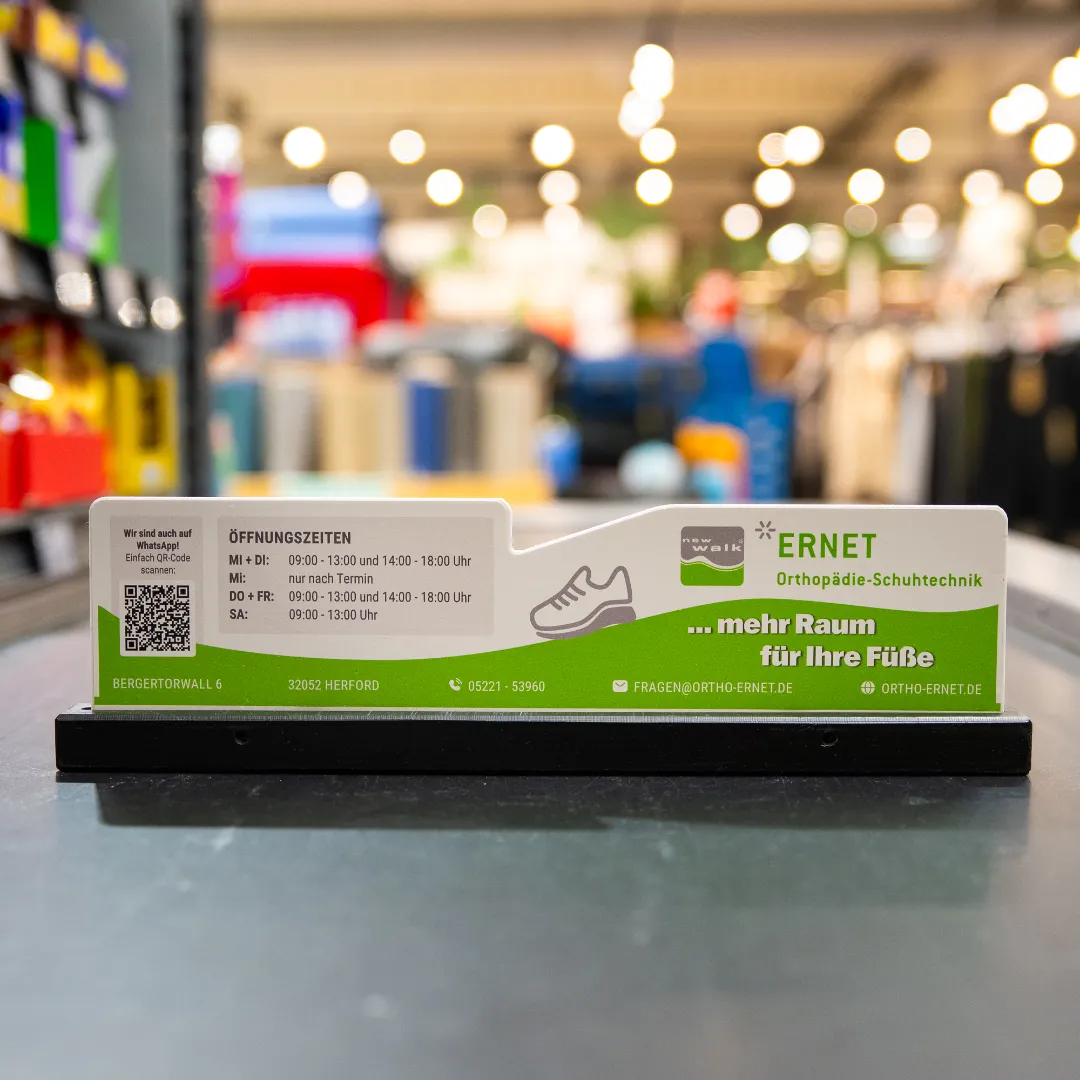 Wir sind auch auf
WhatsApp!
Einfach QR-Code
scannen:
ÖFFNUNGSZEITEN
MI + DI: 09:00 - 13:00 und 14:00 - 18:00 Uhr
Mi: nur nach Termin
DO + FR: 09:00 - 13:00 und 14:00 - 18:00 Uhr
SA: 09:00 - 13:00 Uhr
new
walk
ERNET
Orthopädie-Schuhtechnik
... mehr Raum
für Ihre Füße
BERGERTORWALL 6 32052 HERFORD 05221 - 53960 FRAGEN@ORTHO-ERNET.DE ORTHO-ERNET.DE